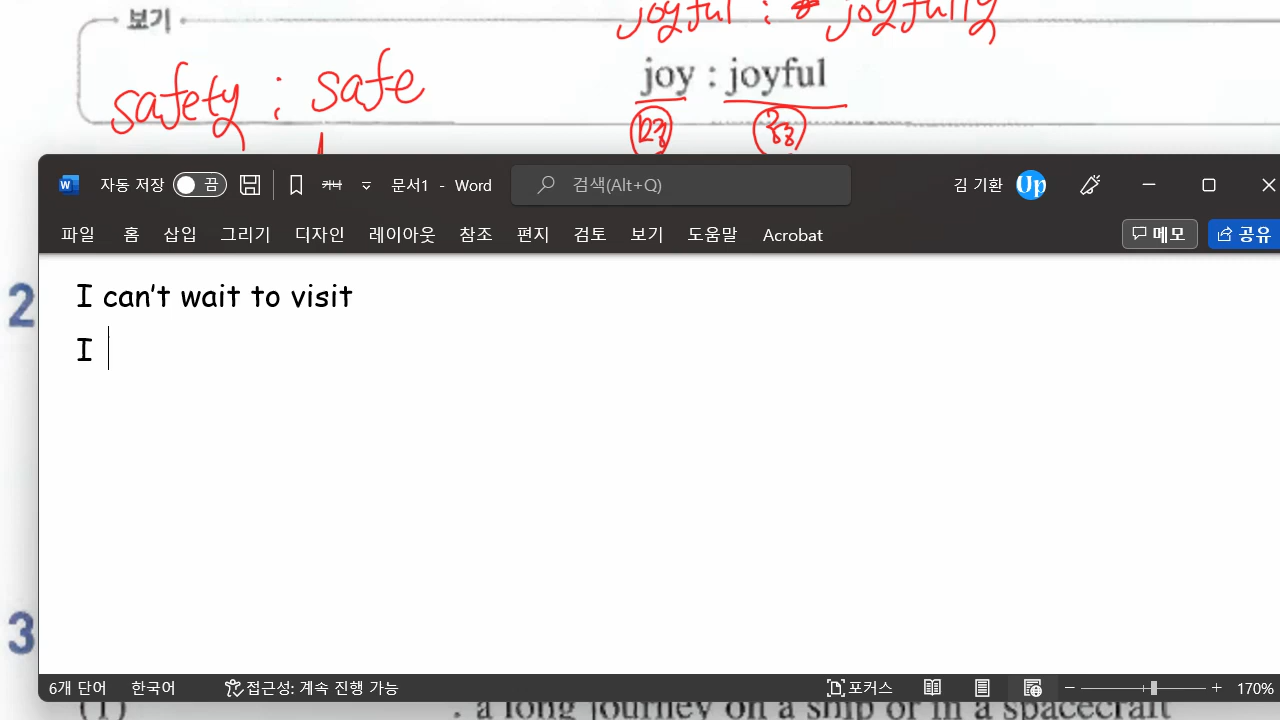 보기
joyful : joyfully
safety : safe
joy : joyful
자동 저장 끔 가나 문서1 - Word 검색(Alt+Q) 김 기환 Up
파일 홈 삽입 그리기 디자인 레이아웃 참조 편지 검토 보기 도움말 Acrobat 메모 공유
2
I can't wait to visit
I
3
6개 단어 한국어 접근성: 계속 진행 가능 포커스 170%
(1) : a long journey on a ship or in a spacecraft